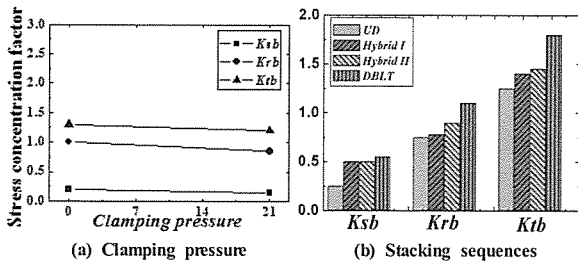 Stress concentration factor
3.0
2.5
2.0
1.5
1.0
0.5
0.0
Ksb
Krb
Ktb
0
7
14
21
Clamping pressure
(a) Clamping pressure
2.0
1.5
1.0
0.5
0.0
UD
Hybrid I
Hybrid II
DBLT
Ksb
Krb
Ktb
(b) Stacking sequences